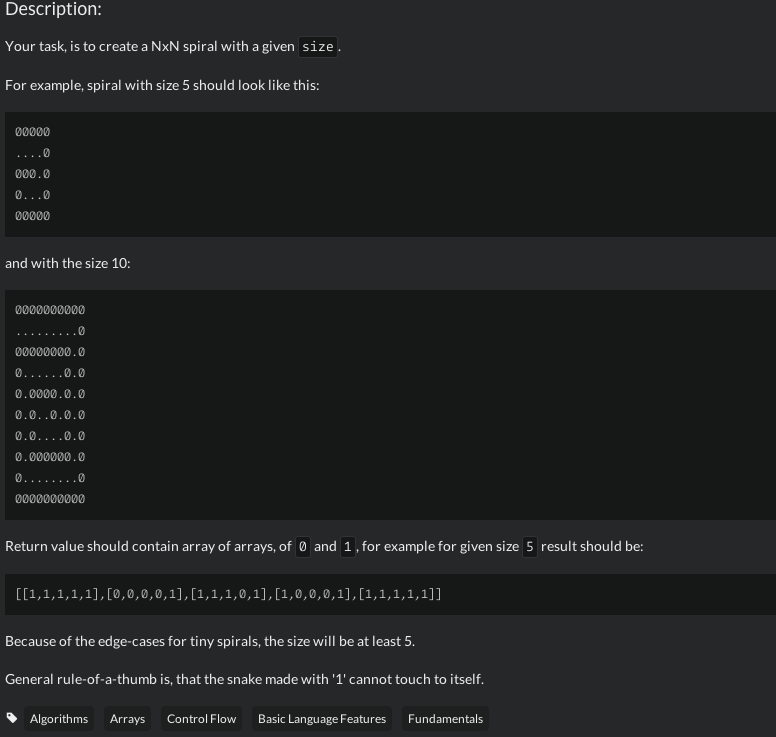 Description:
Your task, is to create a NxN spiral with a given size.
For example, spiral with size 5 should look like this:
00000
....0
000.0
0...0
00000
and with the size 10:
0000000000
.........0
00000000.0
0......0.0
0.0000.0.0
0.0..0.0.0
0.0....0.0
0.000000.0
0........0
0000000000
Return value should contain array of arrays, of 0 and 1, for example for given size 5 result should be:
[[1,1,1,1,1],[0,0,0,0,1],[1,1,1,0,1],[1,0,0,0,1],[1,1,1,1,1]]
Because of the edge-cases for tiny spirals, the size will be at least 5.
General rule-of-a-thumb is, that the snake made with '1' cannot touch to itself.
Algorithms Arrays Control Flow Basic Language Features Fundamentals